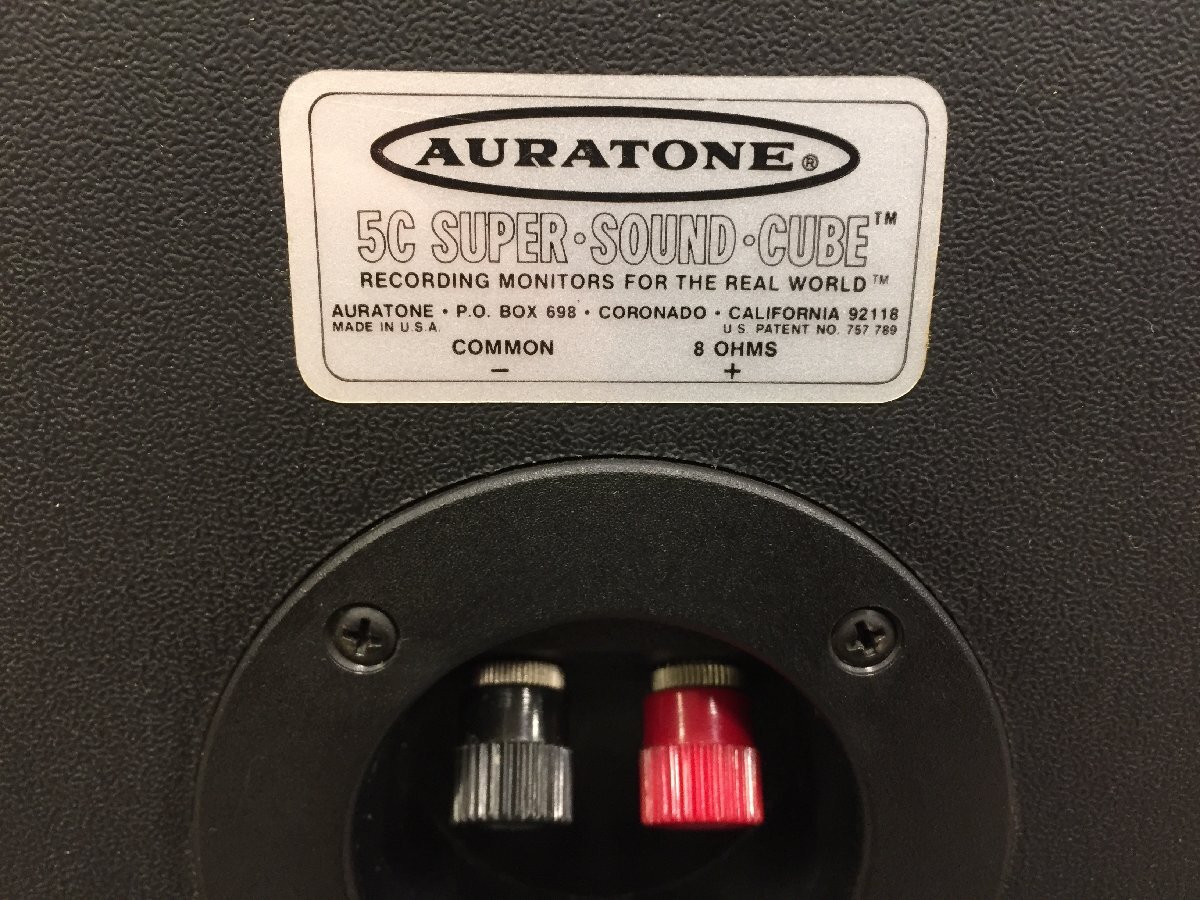 AURATONE®
5C SUPER·SOUND·CUBE™
RECORDING MONITORS FOR THE REAL WORLD™
AURATONE · P.O. BOX 698 · CORONADO · CALIFORNIA 92118
MADE IN U.S.A. U.S. PATENT NO. 757 789
COMMON 8 OHMS
− +